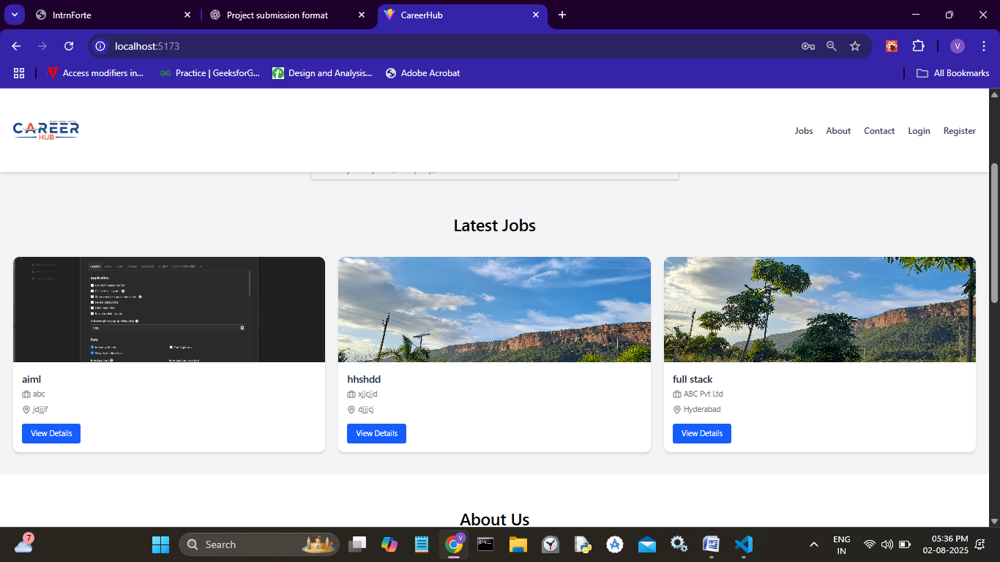 IntrnForte
Project submission format
CareerHub
localhost:5173
V
Access modifiers in...
Practice | GeeksforG...
Design and Analysis...
Adobe Acrobat
All Bookmarks
CAREER
HUB
Jobs
About
Contact
Login
Register
Latest Jobs
General
Application
Font
aiml
abc
jdjjjf
View Details
hhshdd
xjjcjjd
djjjcj
View Details
full stack
ABC Pvt Ltd
Hyderabad
View Details
About Us
7
Search
V
ENG
IN
05:36 PM
02-08-2025